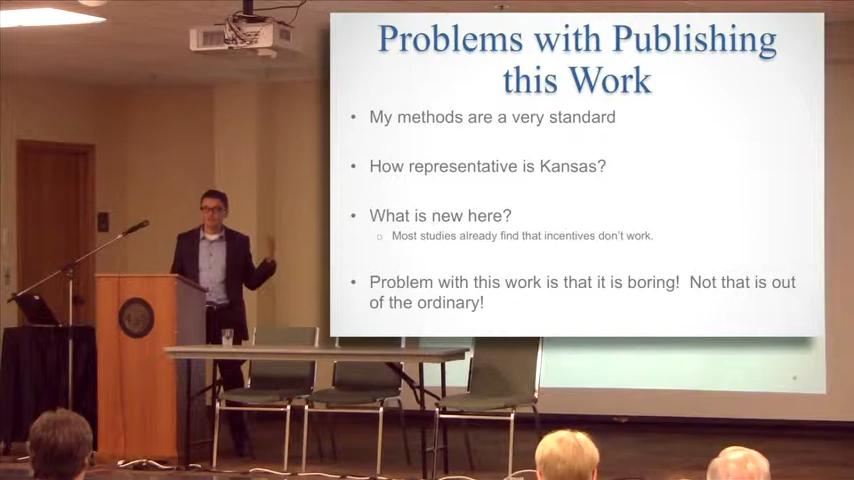 Problems with Publishing
this Work
• My methods are a very standard
• How representative is Kansas?
• What is new here?
○ Most studies already find that incentives don't work.
• Problem with this work is that it is boring! Not that is out
of the ordinary!